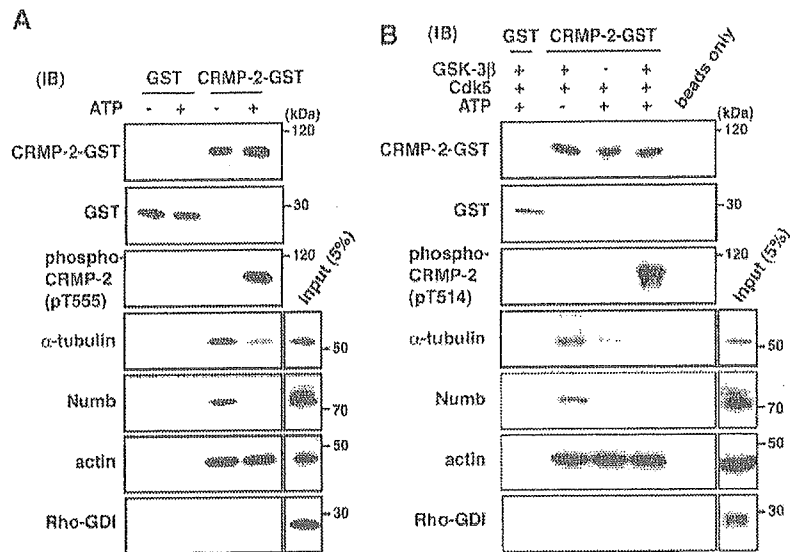 A
(IB)
GST CRMP-2-GST
ATP - + - + (kDa)
CRMP-2-GST
120
GST
30
phospho-
CRMP-2
(pT555)
120
Input (5%)
α-tubulin
50
Numb
70
actin
50
Rho-GDI
30
B
(IB)
GST CRMP-2-GST
beads only
GSK-3β + + - +
Cdk5 + + + +
ATP + - + + (kDa)
CRMP-2-GST
120
GST
30
phospho-
CRMP-2
(pT514)
120
Input (5%)
α-tubulin
50
Numb
70
actin
50
Rho-GDI
30